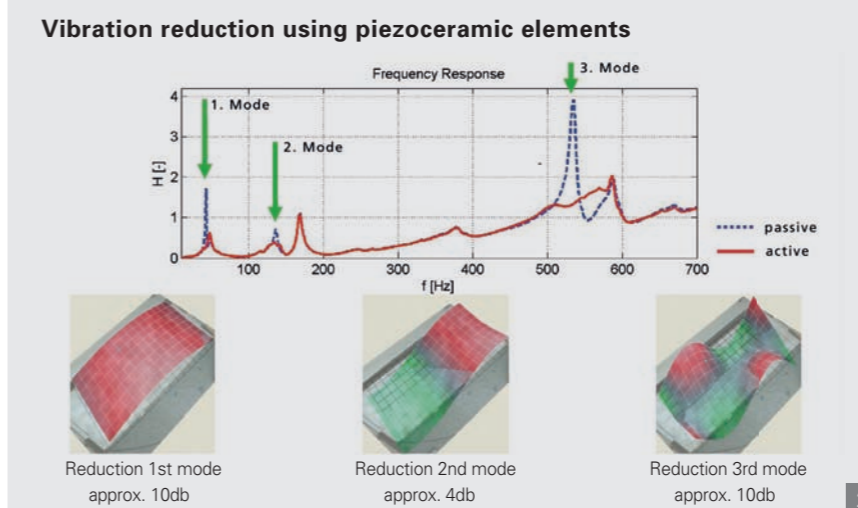 Vibration reduction using piezoceramic elements
Frequency Response
3. Mode
1. Mode
2. Mode
4
3
2
1
0
H [-]
100 200 300 400 500 600 700
f [Hz]
passive
active
Reduction 1st mode
approx. 10db
Reduction 2nd mode
approx. 4db
Reduction 3rd mode
approx. 10db